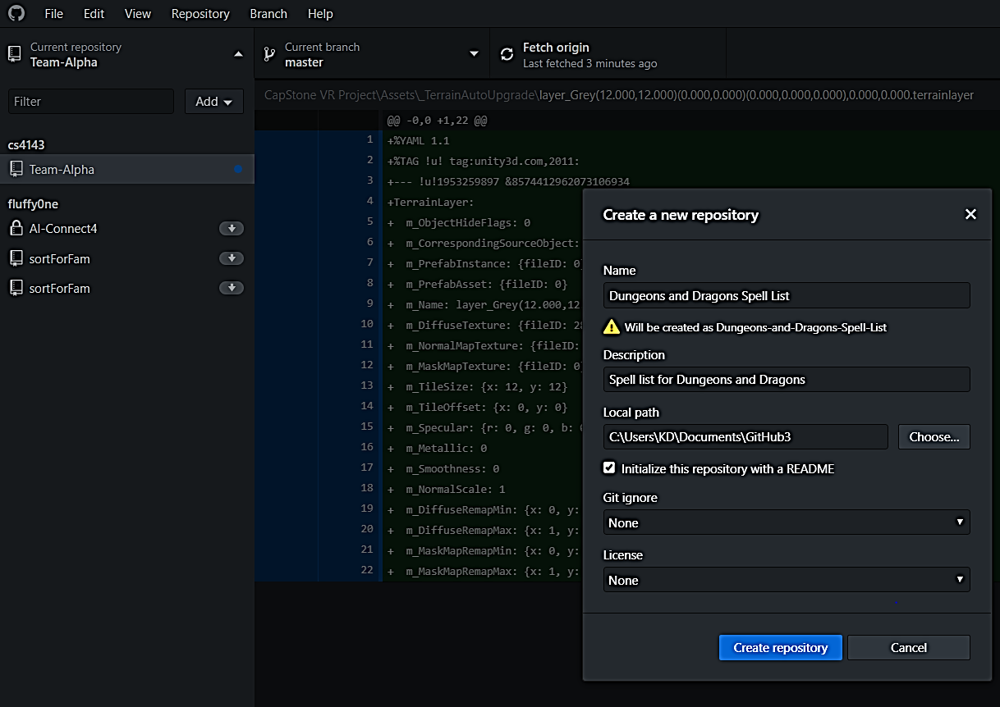 File Edit View Repository Branch Help
Current repository
Team-Alpha
Current branch
master
Fetch origin
Last fetched 3 minutes ago
Filter
Add
cs4143
Team-Alpha
fluffy0ne
AI-Connect4
sortForFam
sortForFam
CapStone VR Project\Assets\_TerrainAutoUpgrade\layer_Grey(12.000,12.000)(0.000,0.000)(0.000,0.000,0.000),0.000,0.000.terrainlayer
@@ -0,0 +1,22 @@
1 +%YAML 1.1
2 +%TAG !u! tag:unity3d.com,2011:
3 +--- !u!1953259897 &8574412962073106934
4 +TerrainLayer:
5 + m_ObjectHideFlags: 0
6 + m_CorrespondingSourceObject:
7 + m_PrefabInstance: {fileID: 0}
8 + m_PrefabAsset: {fileID: 0}
9 + m_Name: layer_Grey(12.000,12
10 + m_DiffuseTexture: {fileID: 28
11 + m_NormalMapTexture: {fileID:
12 + m_MaskMapTexture: {fileID: 0}
13 + m_TileSize: {x: 12, y: 12}
14 + m_TileOffset: {x: 0, y: 0}
15 + m_Specular: {r: 0, g: 0, b: 0
16 + m_Metallic: 0
17 + m_Smoothness: 0
18 + m_NormalScale: 1
19 + m_DiffuseRemapMin: {x: 0, y:
20 + m_DiffuseRemapMax: {x: 1, y:
21 + m_MaskMapRemapMin: {x: 0, y:
22 + m_MaskMapRemapMax: {x: 1, y:
Create a new repository
Name
Dungeons and Dragons Spell List
Will be created as Dungeons-and-Dragons-Spell-List
Description
Spell list for Dungeons and Dragons
Local path
C:\Users\KD\Documents\GitHub3
Choose...
Initialize this repository with a README
Git ignore
None
License
None
Create repository
Cancel